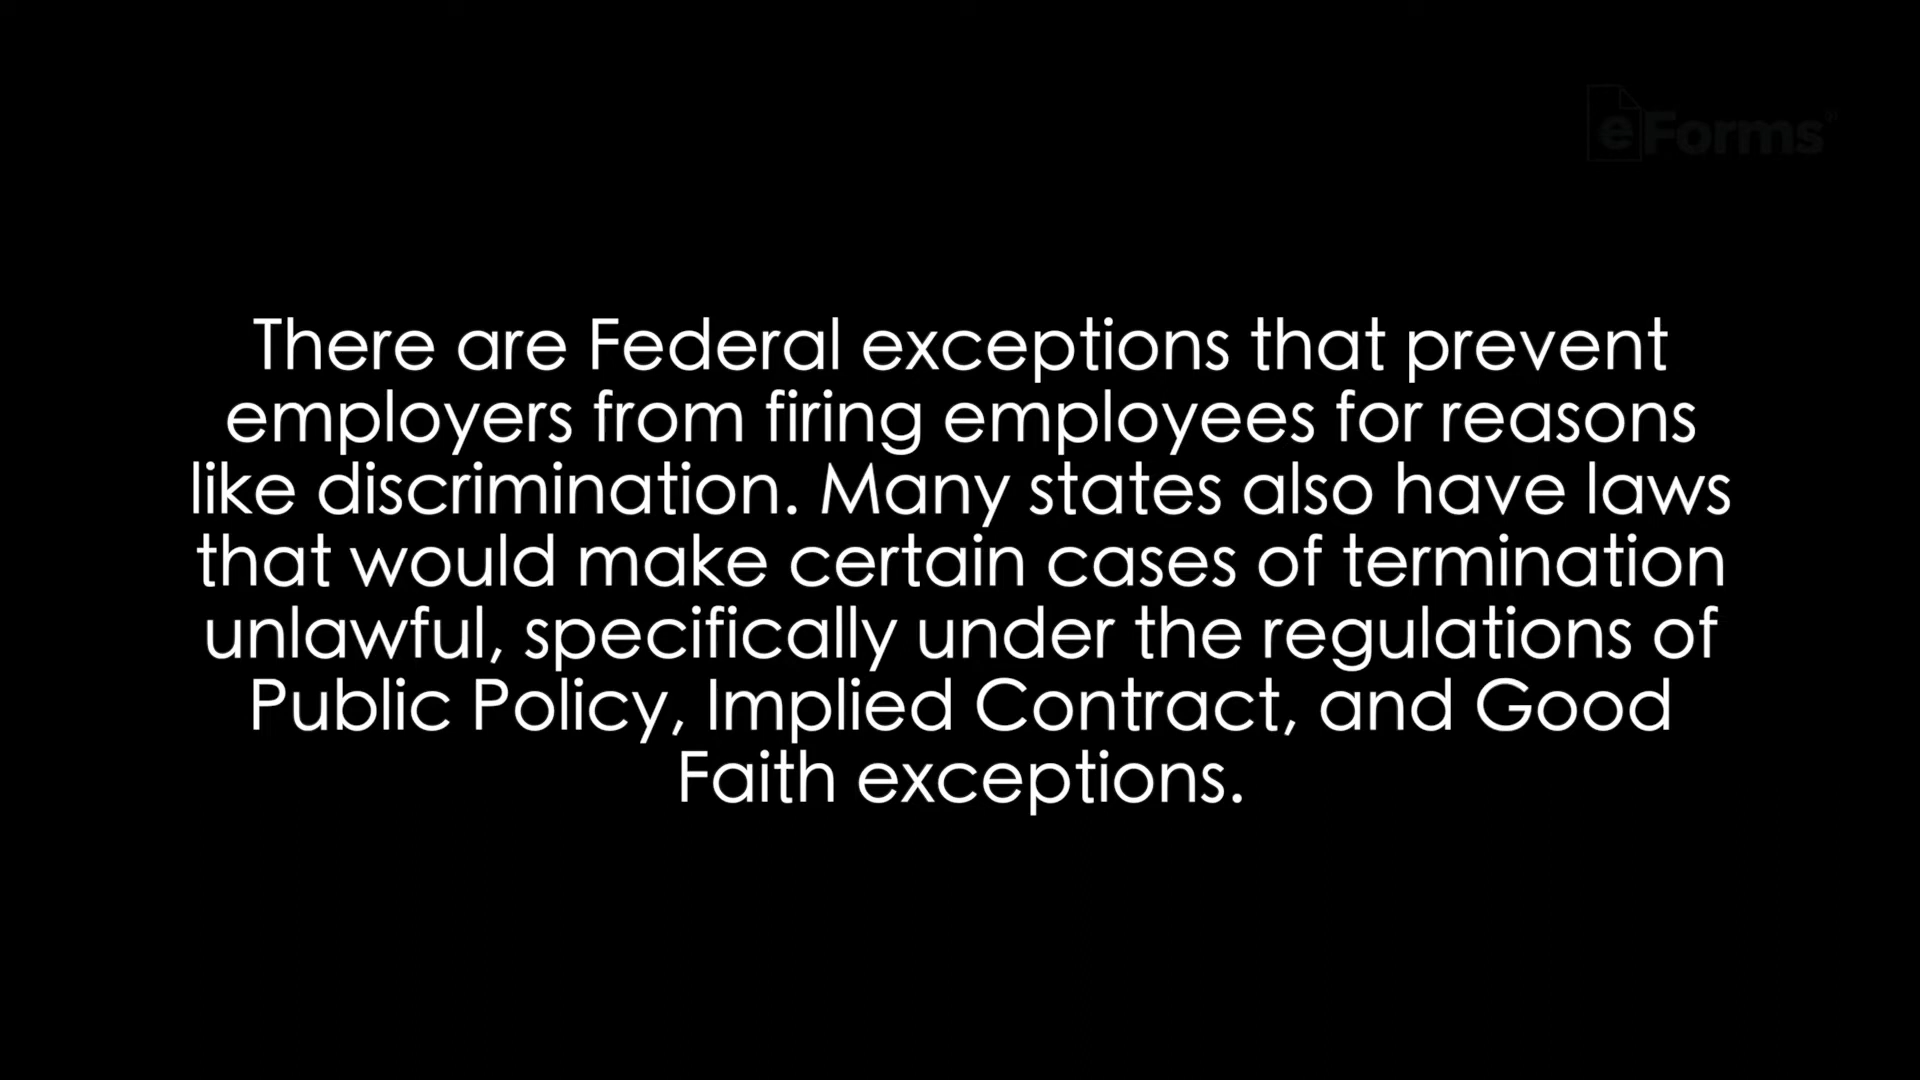 eForms
There are Federal exceptions that prevent
employers from firing employees for reasons
like discrimination. Many states also have laws
that would make certain cases of termination
unlawful, specifically under the regulations of
Public Policy, Implied Contract, and Good
Faith exceptions.